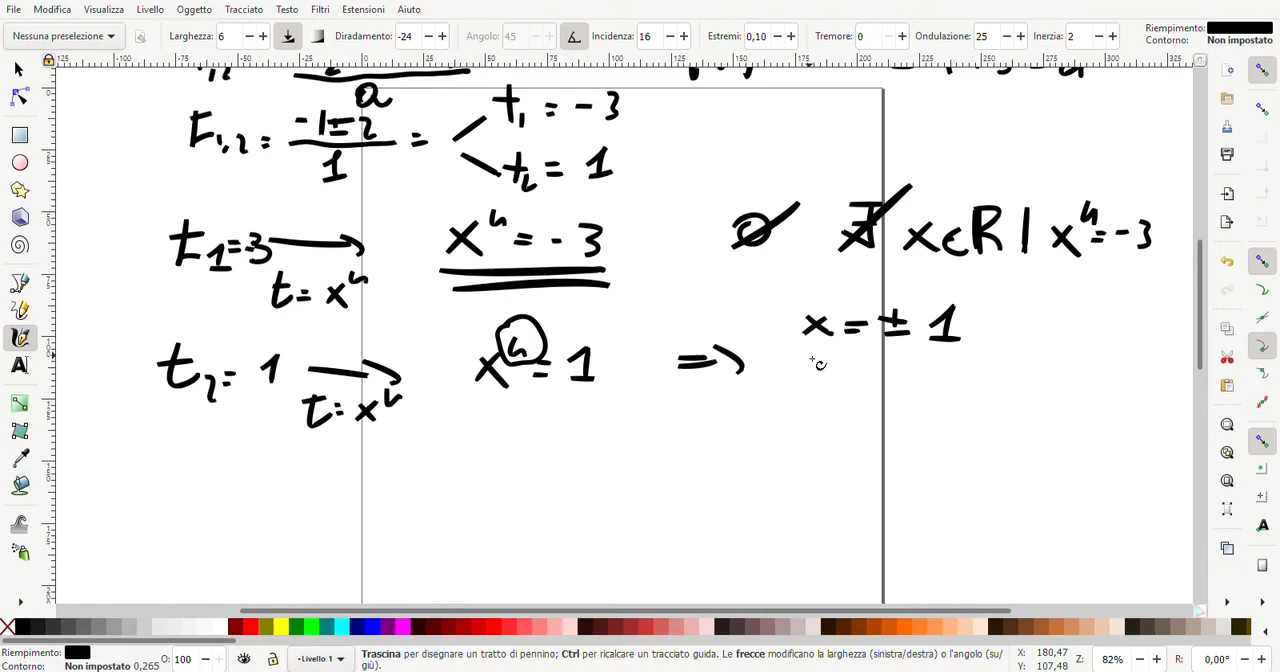 File Modifica Visualizza Livello Oggetto Tracciato Testo Filtri Estensioni Aiuto
Nessuna preselezione Larghezza: 6 Diradamento: -24 Angolo: 45 Incidenza: 16 Estremi: 0,10 Tremore: 0 Ondulazione: 25 Inerzia: 2 Riempimento:
Contorno: Non impostato
a
t₁,₂ = (-1 ± 2)/1 = t₁ = -3
t₂ = 1
t₁=-3 → x⁴ = -3 ∅ ∄ x∈R | x⁴=-3
t = x⁴
x = ± 1
t₂ = 1 → x⁴ = 1 ⇒
t = x⁴
Riempimento: O: 100 Livello 1 Trascina per disegnare un tratto di pennino; Ctrl per ricalcare un tracciato guida. Le frecce modificano la larghezza (sinistra/destra) o l'angolo (su/ X: 180,47 Z: 82% R: 0,00°
Contorno: Non impostato 0,265 giù). Y: 107,48